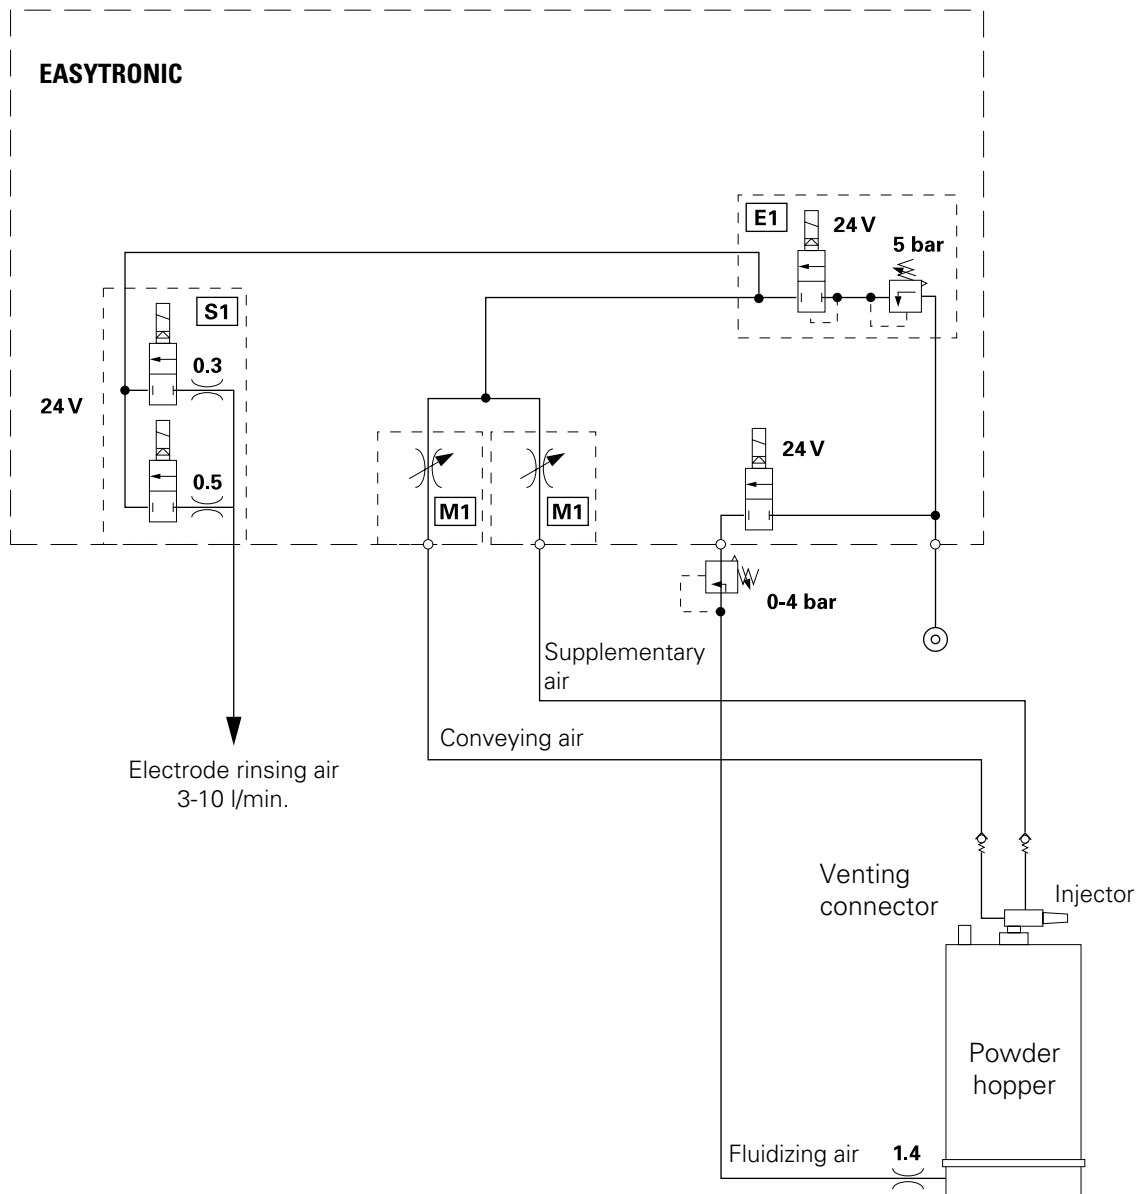 EASYTRONIC
E1
24 V
5 bar
S1
0.3
24 V
0.5
24 V
M1
M1
0-4 bar
Supplementary
air
Conveying air
Electrode rinsing air
3-10 l/min.
Venting
connector
Injector
Powder
hopper
Fluidizing air
1.4